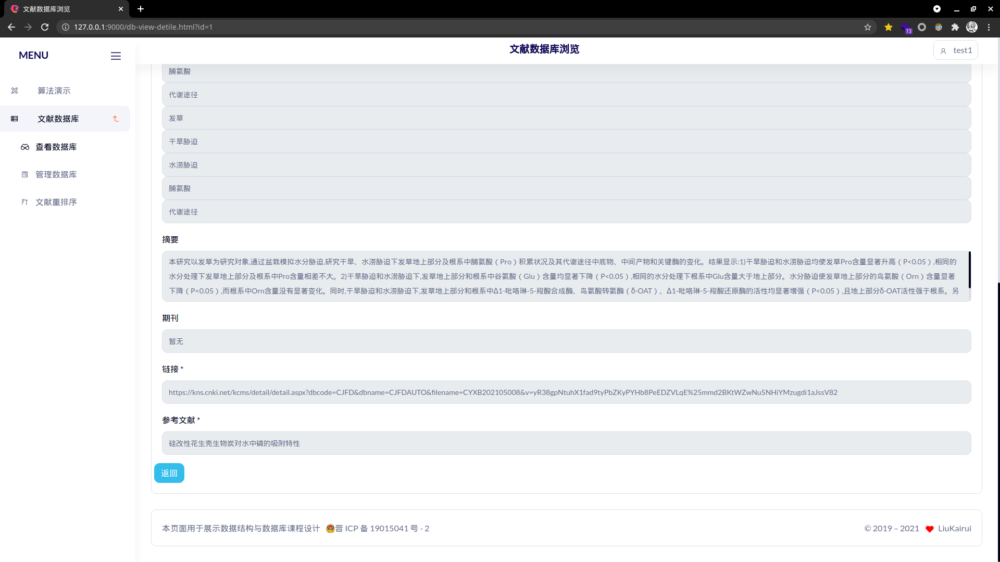 文献数据库浏览
127.0.0.1:9000/db-view-detile.html?id=1
13
MENU
文献数据库浏览
test1
算法演示
文献数据库
查看数据库
管理数据库
文献重排序
脯氨酸
代谢途径
发草
干旱胁迫
水涝胁迫
脯氨酸
代谢途径
摘要
本研究以发草为研究对象,通过盆栽模拟水分胁迫,研究干旱、水涝胁迫下发草地上部分及根系中脯氨酸（Pro）积累状况及其代谢途径中底物、中间产物和关键酶的变化。结果显示:1)干旱胁迫和水涝胁迫均使发草Pro含量显著升高（P<0.05）,相同的
水分处理下发草地上部分及根系中Pro含量相差不大。2)干旱胁迫和水涝胁迫下,发草地上部分和根系中谷氨酸（Glu）含量均显著下降（P<0.05）,相同的水分处理下根系中Glu含量大于地上部分。水分胁迫使发草地上部分的鸟氨酸（Orn）含量显著
下降（P<0.05）,而根系中Orn含量没有显著变化。同时,干旱胁迫和水涝胁迫下,发草地上部分和根系中Δ1-吡咯琳-5-羧酸合成酶、鸟氨酸转氨酶（δ-OAT）、Δ1-吡咯琳-5-羧酸还原酶的活性均显著增强（P<0.05）,且地上部分δ-OAT活性强于根系。另
期刊
暂无
链接 *
https://kns.cnki.net/kcms/detail/detail.aspx?dbcode=CJFD&dbname=CJFDAUTO&filename=CYXB202105008&v=yR38gpNtuhX1fad9tyPbZKyPYHb8PeEDZVLqE%25mmd2BKtWZwNu5NHiYMzugdi1aJssV82
参考文献 *
硅改性花生壳生物炭对水中磷的吸附特性
返回
本页面用于展示数据结构与数据库课程设计 晋 ICP 备 19015041 号 - 2
© 2019 – 2021 LiuKairui